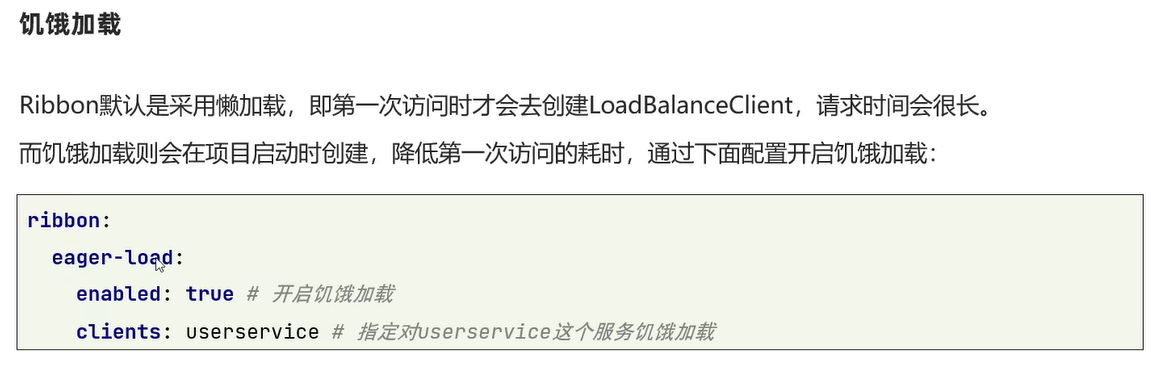 饥饿加载
Ribbon默认是采用懒加载，即第一次访问时才会去创建LoadBalanceClient，请求时间会很长。
而饥饿加载则会在项目启动时创建，降低第一次访问的耗时，通过下面配置开启饥饿加载：
ribbon:
  eager-load:
    enabled: true # 开启饥饿加载
    clients: userservice # 指定对userservice这个服务饥饿加载